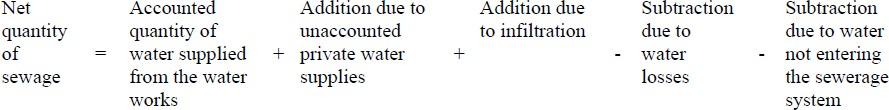 Net quantity of sewage = Accounted quantity of water supplied from the water works + Addition due to unaccounted private water supplies + Addition due to infiltration - Subtraction due to water losses - Subtraction due to water not entering the sewerage system